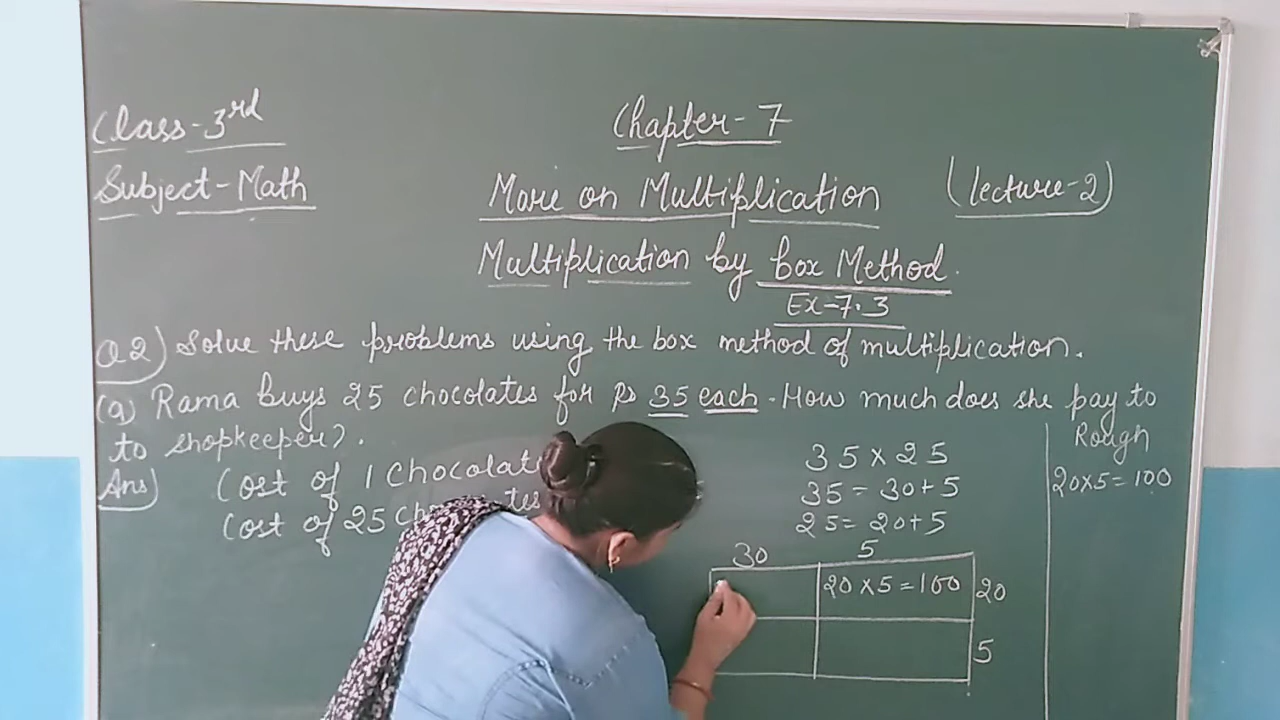 Class-3rd
Subject-Math
Chapter-7
More on Multiplication
(lecture-2)
Multiplication by box Method.
Ex-7.3
Q2) Solve these problems using the box method of multiplication.
(a) Rama buys 25 chocolates for Rs 35 each. How much does she pay to
to shopkeeper?.
Ans) Cost of 1 Chocolate
Cost of 25
35 x 25
35 = 30+5
25 = 20+5
30 5
20 x 5 = 100 20
5
Rough
20x5=100